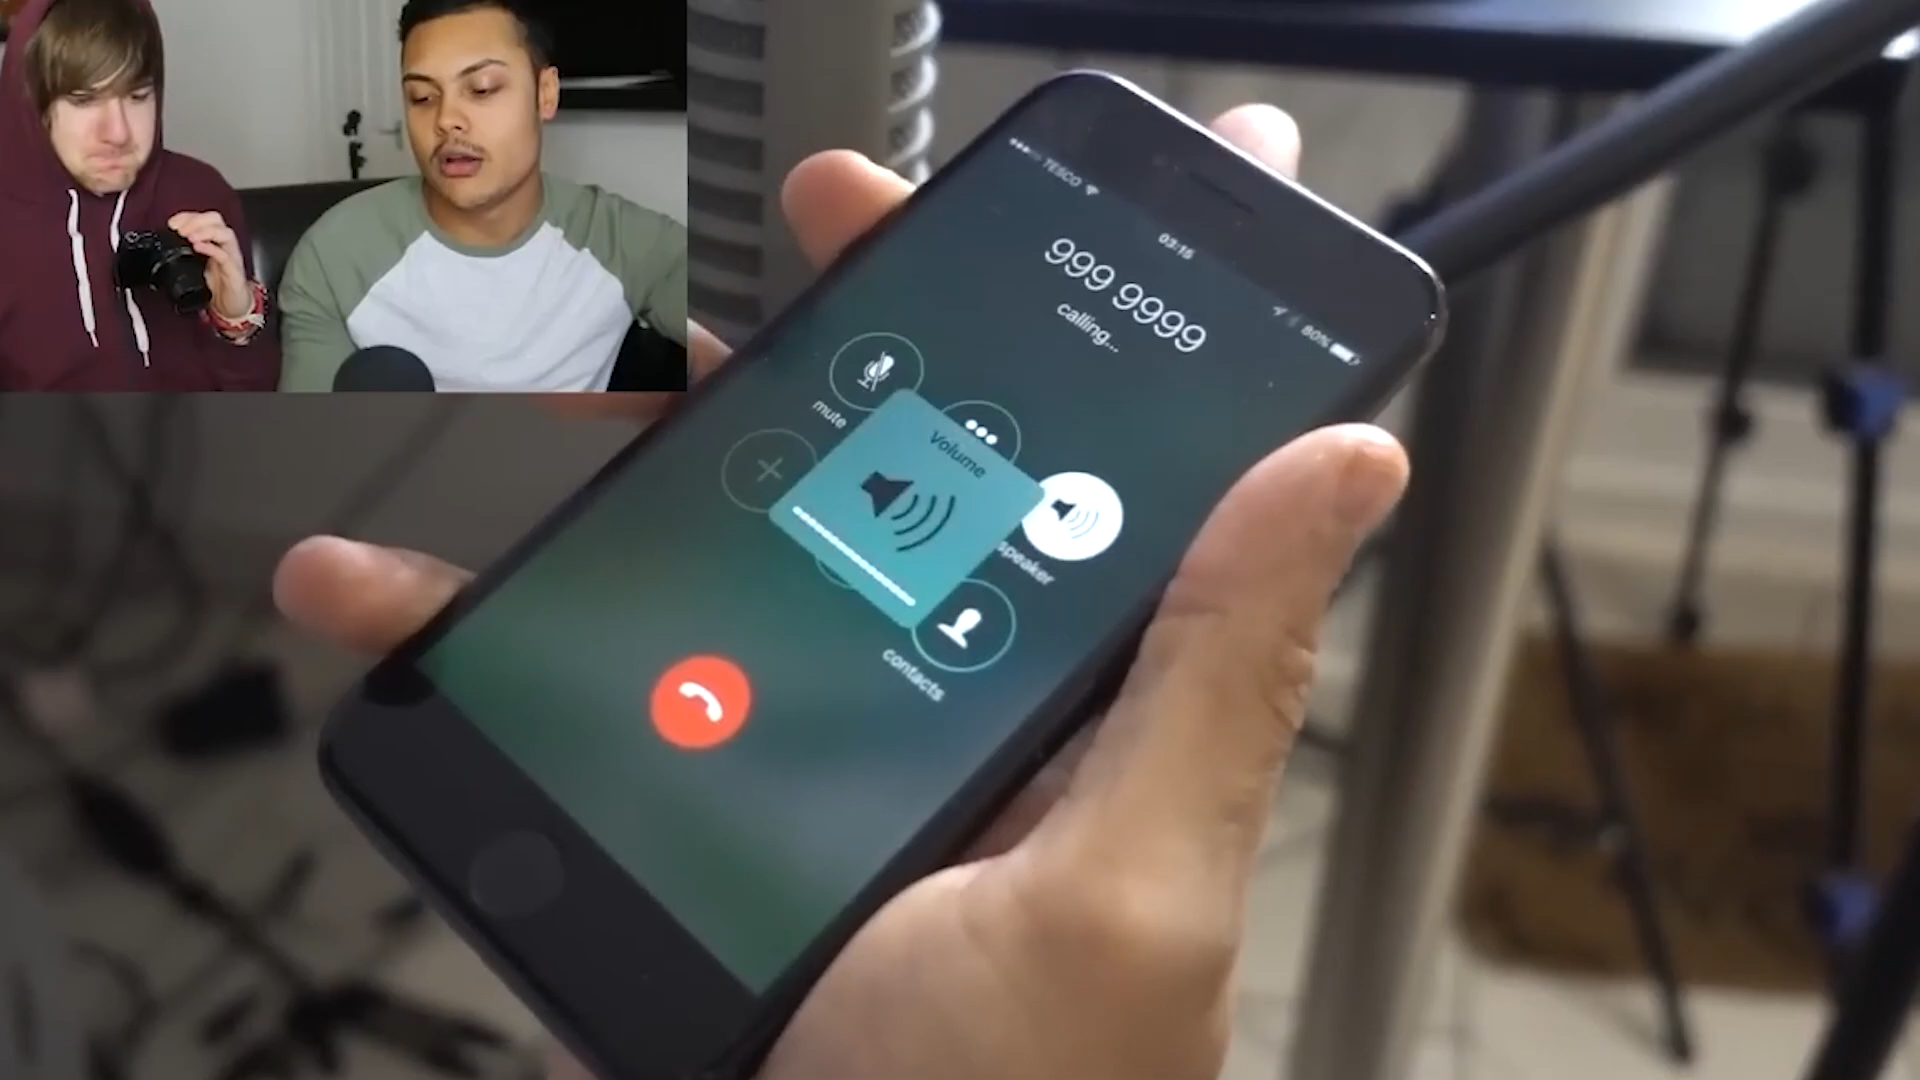 TESCO
03:15
80%
999 9999
calling...
mute
Volume
speaker
contacts